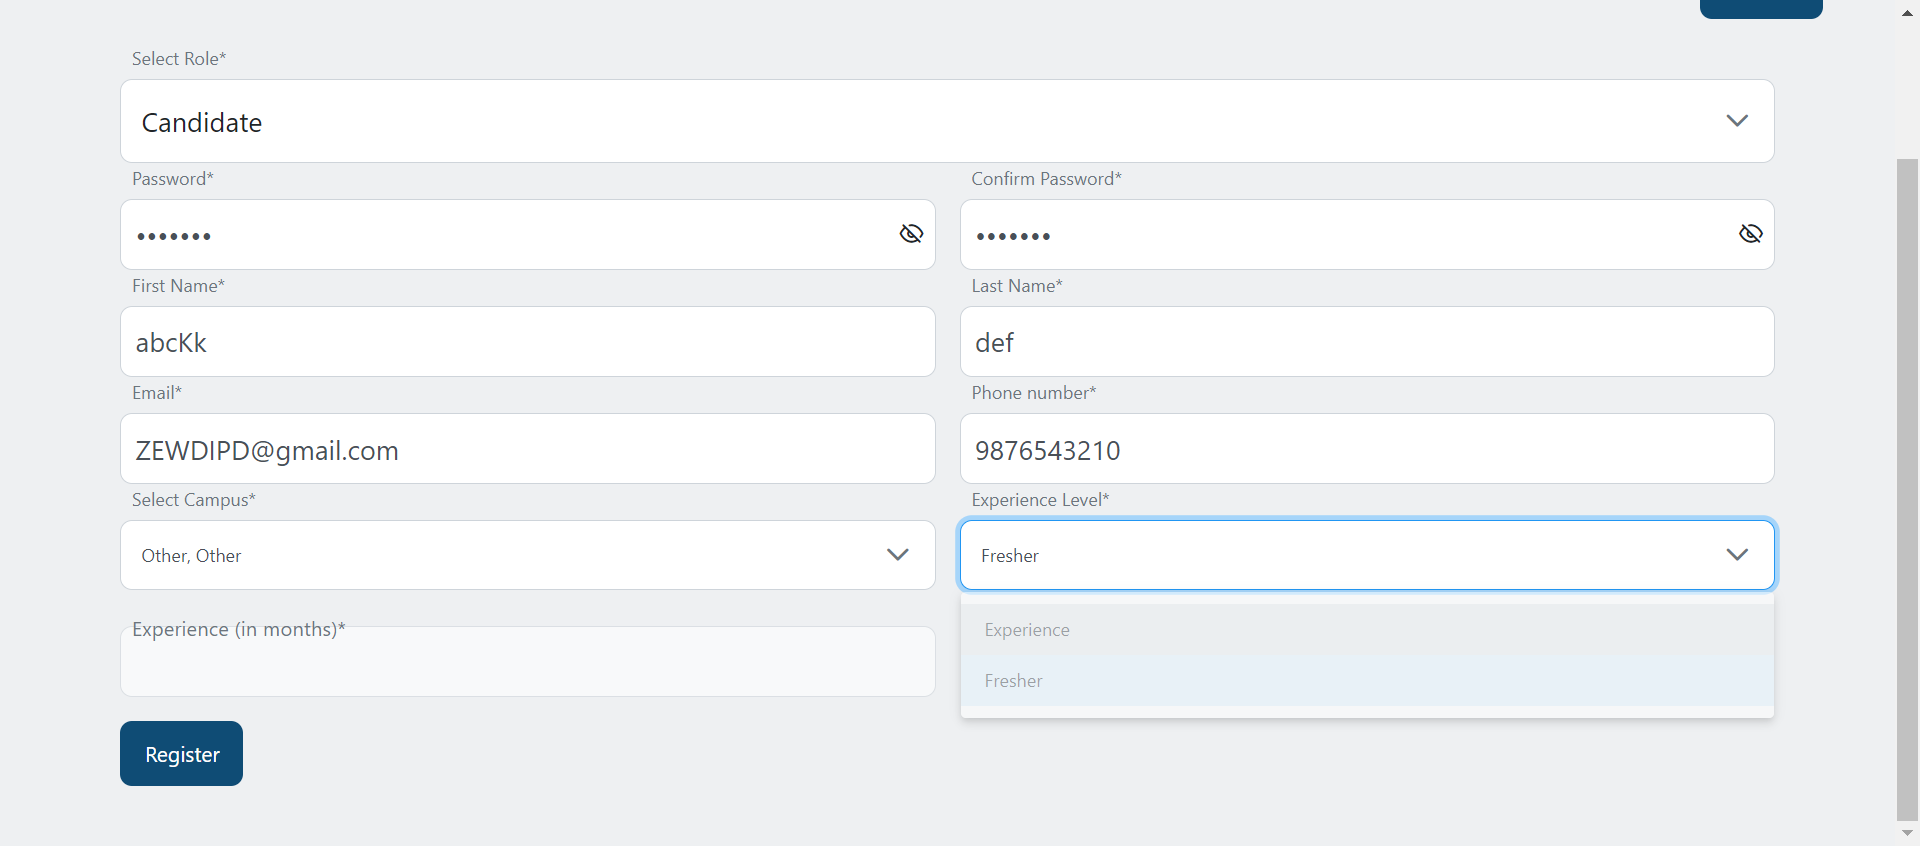 Select Role*
Candidate
Password*
Confirm Password*
•••••••
•••••••
First Name*
Last Name*
abcKk
def
Email*
Phone number*
ZEWDIPD@gmail.com
9876543210
Select Campus*
Experience Level*
Other, Other
Fresher
Experience (in months)*
Experience
Fresher
Register